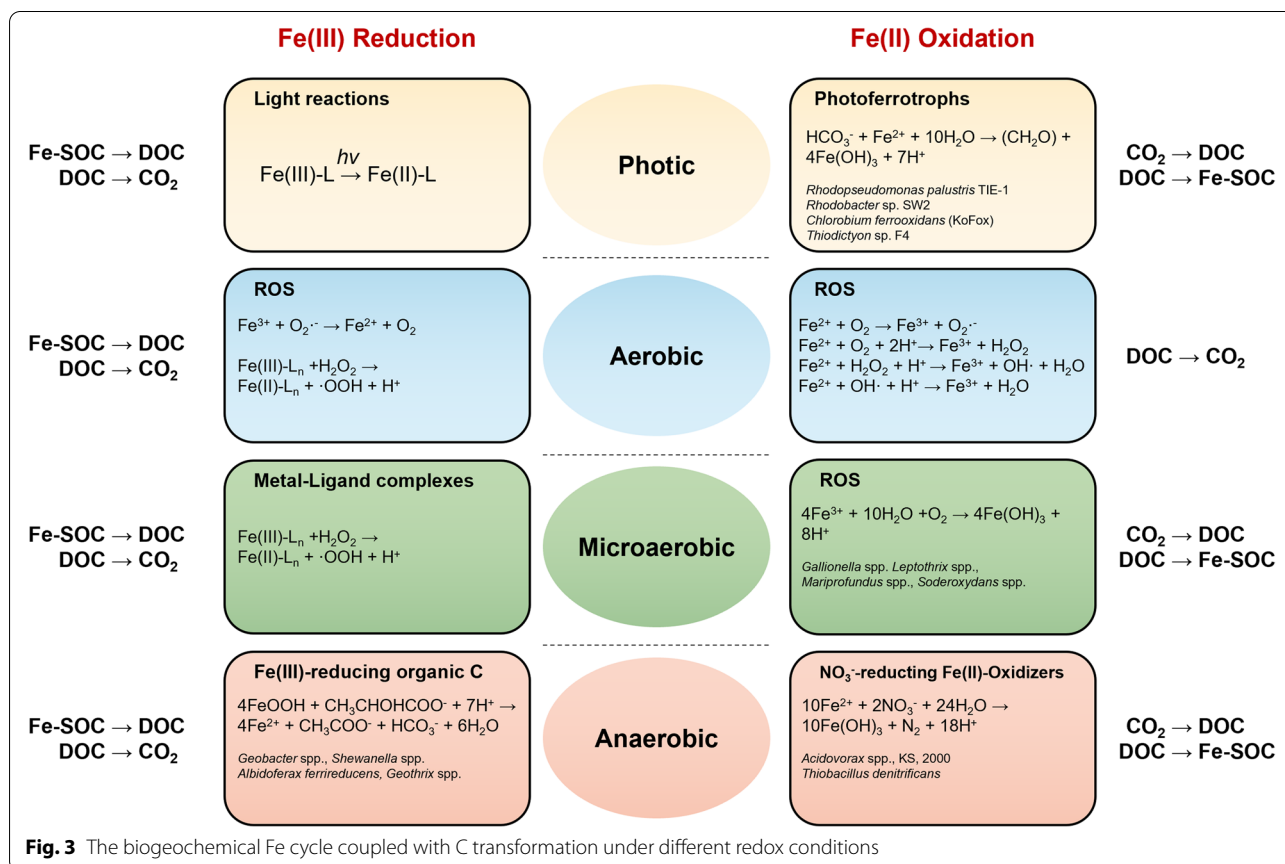 Fe(III) Reduction
Fe(II) Oxidation
Fe-SOC → DOC
DOC → CO₂
Light reactions
hv
Fe(III)-L → Fe(II)-L
Photic
Photoferrotrophs
HCO₃⁻ + Fe²⁺ + 10H₂O → (CH₂O) +
4Fe(OH)₃ + 7H⁺
Rhodopseudomonas palustris TIE-1
Rhodobacter sp. SW2
Chlorobium ferrooxidans (KoFox)
Thiodictyon sp. F4
CO₂ → DOC
DOC → Fe-SOC
Fe-SOC → DOC
DOC → CO₂
ROS
Fe³⁺ + O₂·⁻ → Fe²⁺ + O₂
Fe(III)-Lₙ +H₂O₂ →
Fe(II)-Lₙ + ·OOH + H⁺
Aerobic
ROS
Fe²⁺ + O₂ → Fe³⁺ + O₂·⁻
Fe²⁺ + O₂ + 2H⁺→ Fe³⁺ + H₂O₂
Fe²⁺ + H₂O₂ + H⁺ → Fe³⁺ + OH· + H₂O
Fe²⁺ + OH· + H⁺ → Fe³⁺ + H₂O
DOC → CO₂
Fe-SOC → DOC
DOC → CO₂
Metal-Ligand complexes
Fe(III)-Lₙ +H₂O₂ →
Fe(II)-Lₙ + ·OOH + H⁺
Microaerobic
ROS
4Fe³⁺ + 10H₂O +O₂ → 4Fe(OH)₃ +
8H⁺
Gallionella spp. Leptothrix spp.,
Mariprofundus spp., Soderoxydans spp.
CO₂ → DOC
DOC → Fe-SOC
Fe-SOC → DOC
DOC → CO₂
Fe(III)-reducing organic C
4FeOOH + CH₃CHOHCOO⁻ + 7H⁺ →
4Fe²⁺ + CH₃COO⁻ + HCO₃⁻ + 6H₂O
Geobacter spp., Shewanella spp.
Albidoferax ferrireducens, Geothrix spp.
Anaerobic
NO₃⁻-reducting Fe(II)-Oxidizers
10Fe²⁺ + 2NO₃⁻ + 24H₂O →
10Fe(OH)₃ + N₂ + 18H⁺
Acidovorax spp., KS, 2000
Thiobacillus denitrificans
CO₂ → DOC
DOC → Fe-SOC
Fig. 3 The biogeochemical Fe cycle coupled with C transformation under different redox conditions